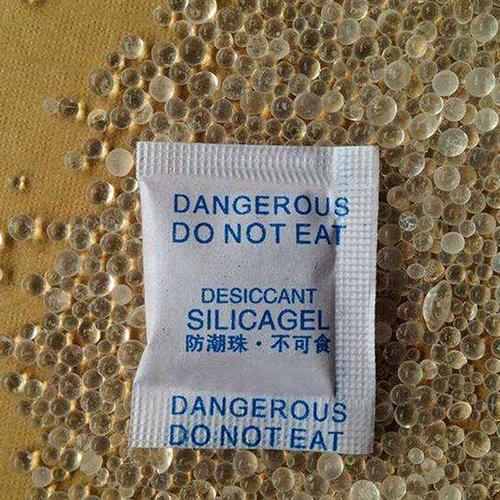 DANGEROUS
DO NOT EAT
DESICCANT
SILICAGEL
防潮珠·不可食
DANGEROUS
DO NOT EAT